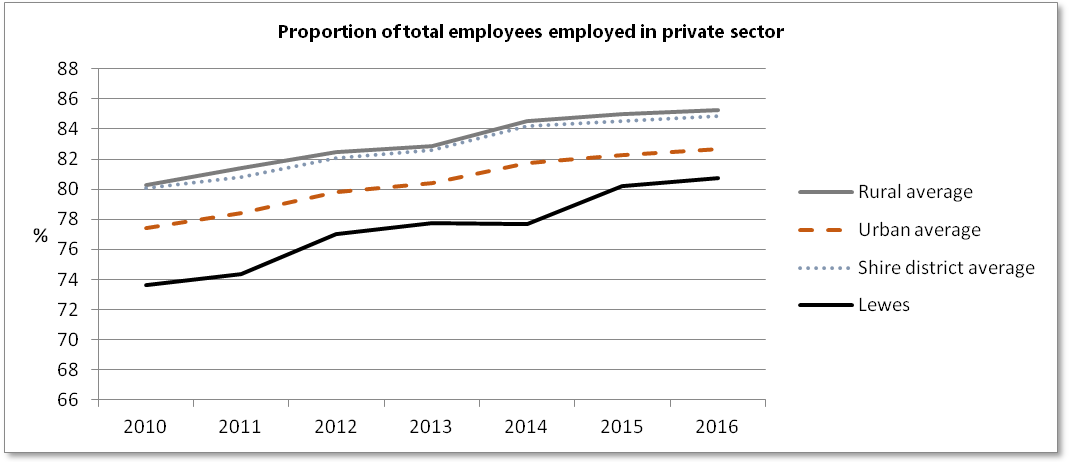 Proportion of total employees employed in private sector
88
86
84
82
80
78
76
74
72
70
68
66
%
2010 2011 2012 2013 2014 2015 2016
Rural average
Urban average
Shire district average
Lewes